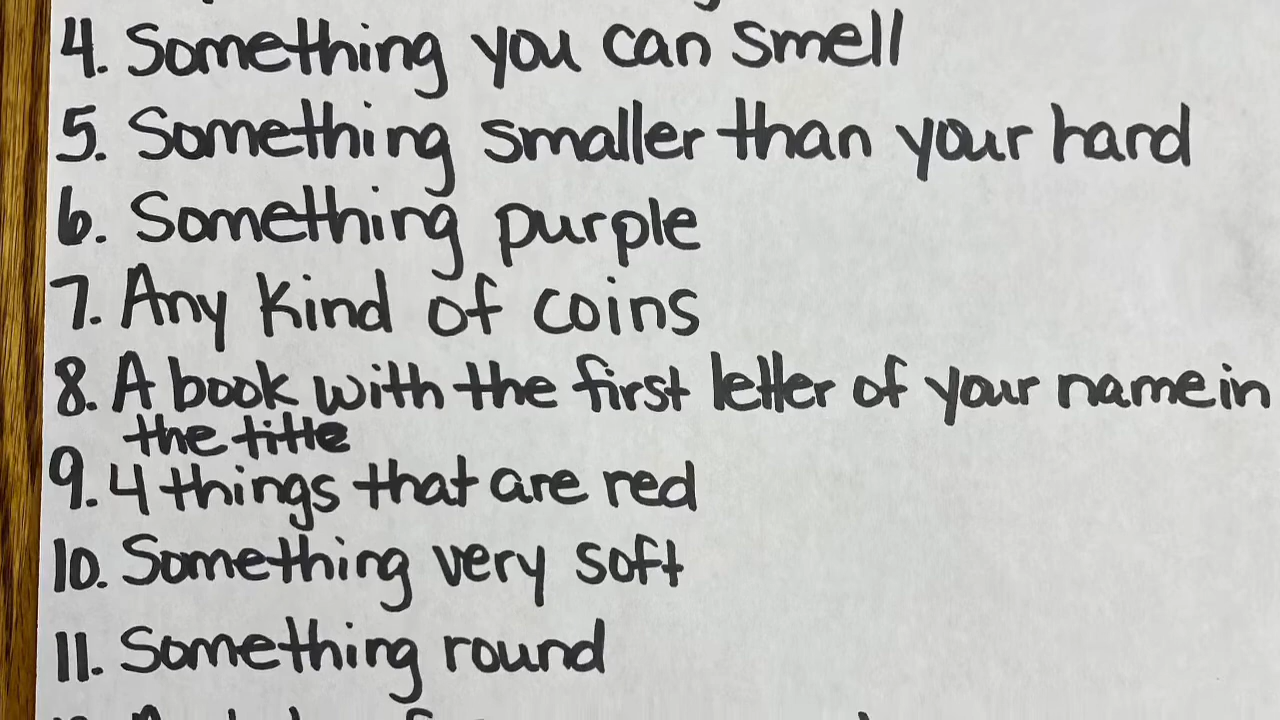 4. Something you can smell
5. Something smaller than your hand
6. Something purple
7. Any kind of coins
8. A book with the first letter of your name in
the title
9. 4 things that are red
10. Something very soft
11. Something round